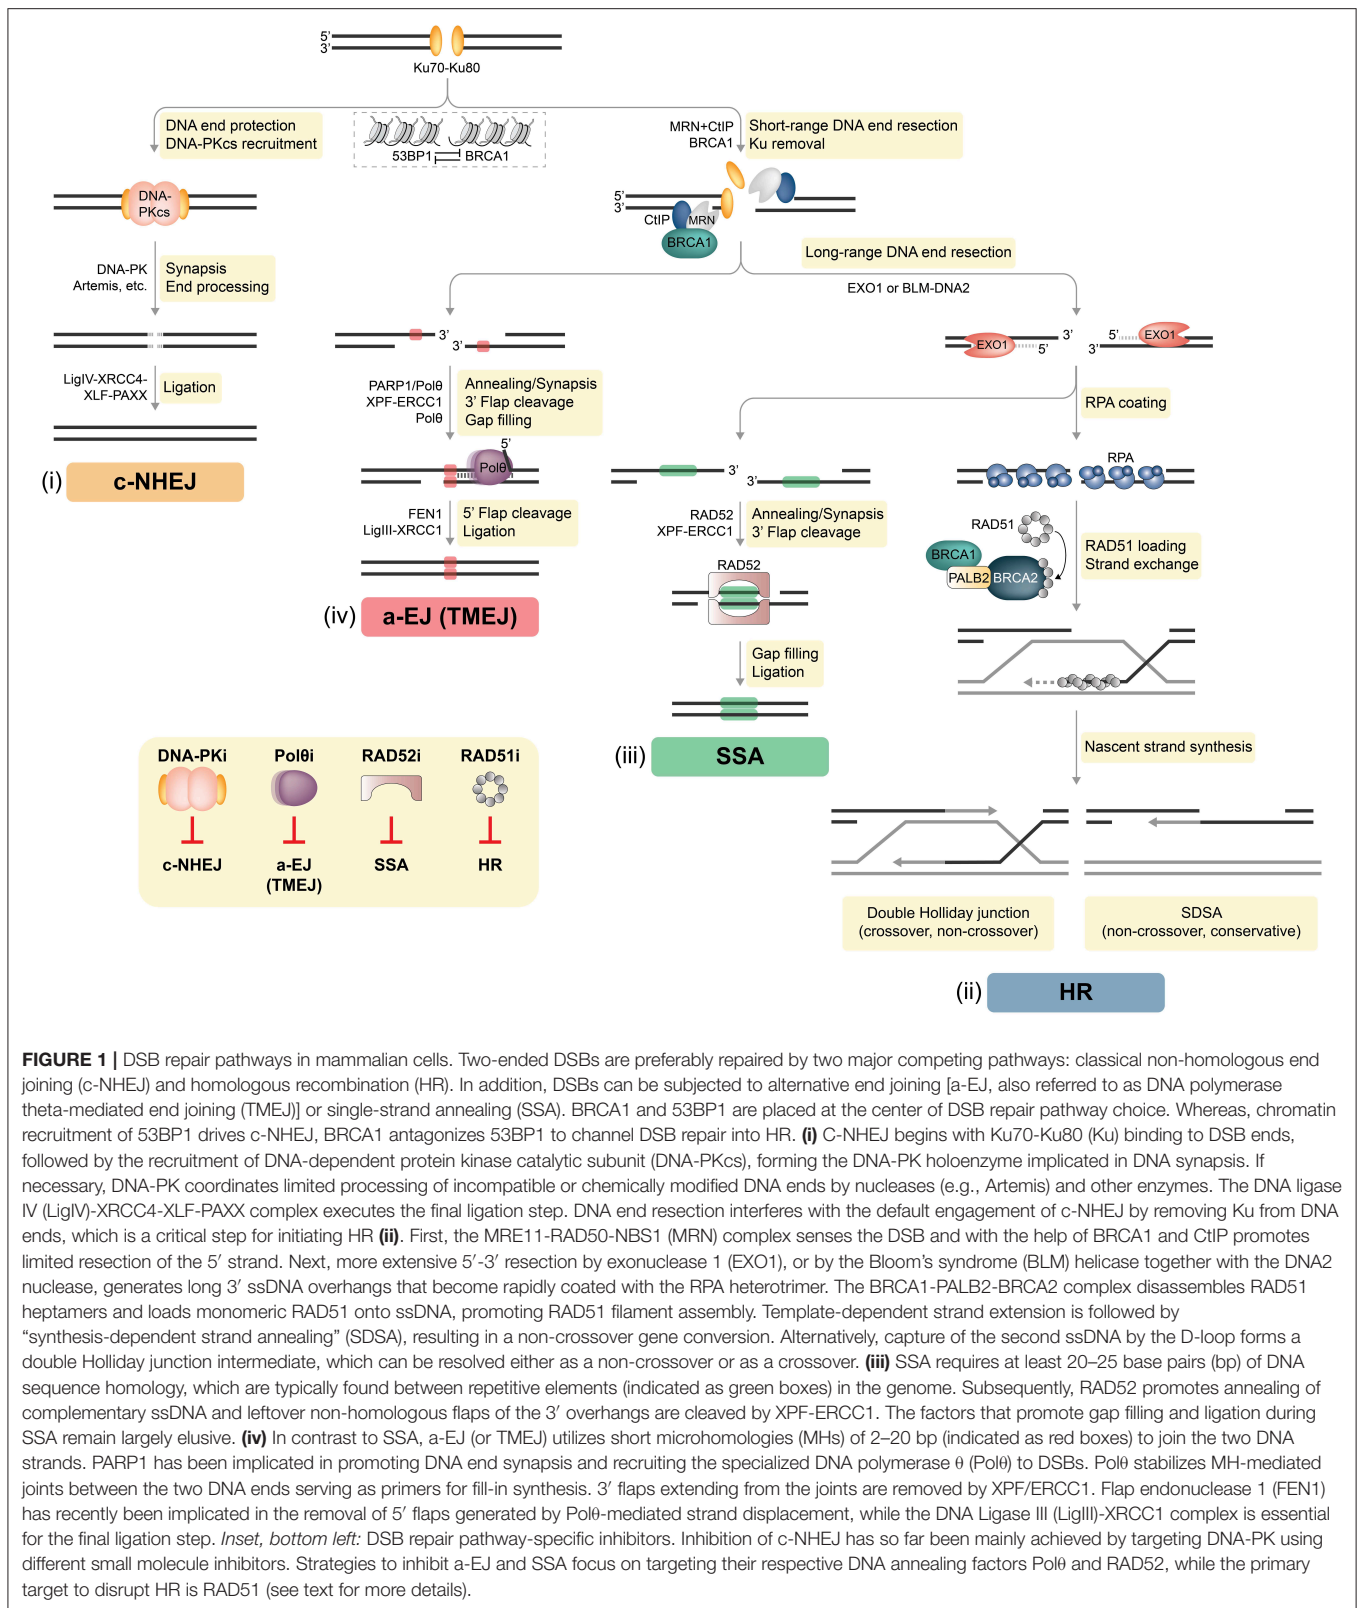 5’
3’
Ku70-Ku80
DNA end protection
DNA-PKcs recruitment
53BP1
BRCA1
MRN+CtIP
BRCA1
Short-range DNA end resection
Ku removal
DNA-
PKcs
5’
3’
CtIP
MRN
BRCA1
DNA-PK
Artemis, etc.
Synapsis
End processing
Long-range DNA end resection
EXO1 or BLM-DNA2
3’
3’
EXO1
5’
3’
5’
3’
EXO1
LigIV-XRCC4-
XLF-PAXX
Ligation
PARP1/Polθ
XPF-ERCC1
Polθ
Annealing/Synapsis
3’ Flap cleavage
Gap filling
RPA coating
5’
Polθ
(i) c-NHEJ
3’
3’
RPA
FEN1
LigIII-XRCC1
5’ Flap cleavage
Ligation
RAD52
XPF-ERCC1
Annealing/Synapsis
3’ Flap cleavage
RAD51
BRCA1
PALB2
BRCA2
RAD51 loading
Strand exchange
RAD52
(iv) a-EJ (TMEJ)
Gap filling
Ligation
(iii) SSA
Nascent strand synthesis
DNA-PKi
Polθi
RAD52i
RAD51i
c-NHEJ
a-EJ
(TMEJ)
SSA
HR
Double Holliday junction
(crossover, non-crossover)
SDSA
(non-crossover, conservative)
(ii) HR
FIGURE 1 | DSB repair pathways in mammalian cells. Two-ended DSBs are preferably repaired by two major competing pathways: classical non-homologous end
joining (c-NHEJ) and homologous recombination (HR). In addition, DSBs can be subjected to alternative end joining [a-EJ, also referred to as DNA polymerase
theta-mediated end joining (TMEJ)] or single-strand annealing (SSA). BRCA1 and 53BP1 are placed at the center of DSB repair pathway choice. Whereas, chromatin
recruitment of 53BP1 drives c-NHEJ, BRCA1 antagonizes 53BP1 to channel DSB repair into HR. (i) C-NHEJ begins with Ku70-Ku80 (Ku) binding to DSB ends,
followed by the recruitment of DNA-dependent protein kinase catalytic subunit (DNA-PKcs), forming the DNA-PK holoenzyme implicated in DNA synapsis. If
necessary, DNA-PK coordinates limited processing of incompatible or chemically modified DNA ends by nucleases (e.g., Artemis) and other enzymes. The DNA ligase
IV (LigIV)-XRCC4-XLF-PAXX complex executes the final ligation step. DNA end resection interferes with the default engagement of c-NHEJ by removing Ku from DNA
ends, which is a critical step for initiating HR (ii). First, the MRE11-RAD50-NBS1 (MRN) complex senses the DSB and with the help of BRCA1 and CtIP promotes
limited resection of the 5′ strand. Next, more extensive 5′-3′ resection by exonuclease 1 (EXO1), or by the Bloom’s syndrome (BLM) helicase together with the DNA2
nuclease, generates long 3′ ssDNA overhangs that become rapidly coated with the RPA heterotrimer. The BRCA1-PALB2-BRCA2 complex disassembles RAD51
heptamers and loads monomeric RAD51 onto ssDNA, promoting RAD51 filament assembly. Template-dependent strand extension is followed by
“synthesis-dependent strand annealing” (SDSA), resulting in a non-crossover gene conversion. Alternatively, capture of the second ssDNA by the D-loop forms a
double Holliday junction intermediate, which can be resolved either as a non-crossover or as a crossover. (iii) SSA requires at least 20–25 base pairs (bp) of DNA
sequence homology, which are typically found between repetitive elements (indicated as green boxes) in the genome. Subsequently, RAD52 promotes annealing of
complementary ssDNA and leftover non-homologous flaps of the 3′ overhangs are cleaved by XPF-ERCC1. The factors that promote gap filling and ligation during
SSA remain largely elusive. (iv) In contrast to SSA, a-EJ (or TMEJ) utilizes short microhomologies (MHs) of 2–20 bp (indicated as red boxes) to join the two DNA
strands. PARP1 has been implicated in promoting DNA end synapsis and recruiting the specialized DNA polymerase θ (Polθ) to DSBs. Polθ stabilizes MH-mediated
joints between the two DNA ends serving as primers for fill-in synthesis. 3′ flaps extending from the joints are removed by XPF/ERCC1. Flap endonuclease 1 (FEN1)
has recently been implicated in the removal of 5′ flaps generated by Polθ-mediated strand displacement, while the DNA Ligase III (LigIII)-XRCC1 complex is essential
for the final ligation step. Inset, bottom left: DSB repair pathway-specific inhibitors. Inhibition of c-NHEJ has so far been mainly achieved by targeting DNA-PK using
different small molecule inhibitors. Strategies to inhibit a-EJ and SSA focus on targeting their respective DNA annealing factors Polθ and RAD52, while the primary
target to disrupt HR is RAD51 (see text for more details).